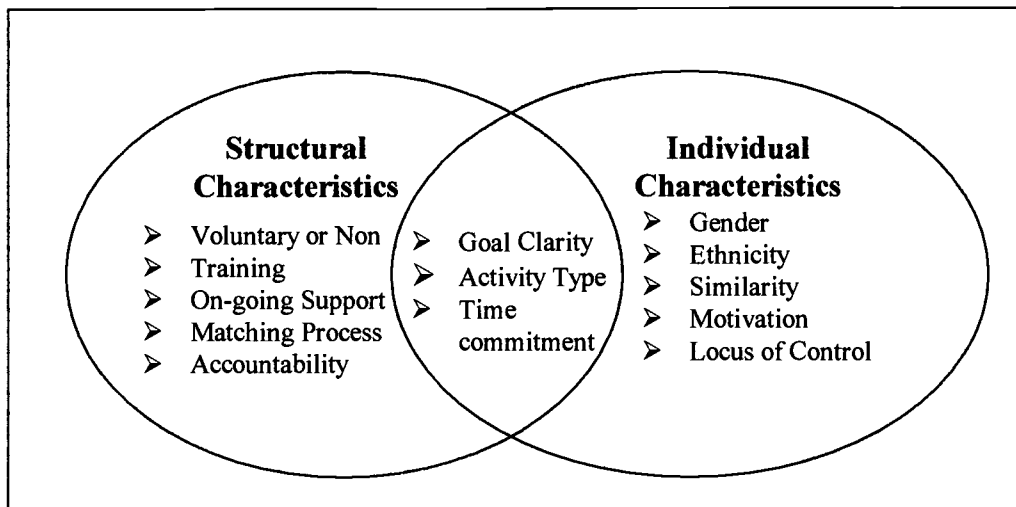 Structural
Characteristics
➢ Voluntary or Non
➢ Training
➢ On-going Support
➢ Matching Process
➢ Accountability
➢ Goal Clarity
➢ Activity Type
➢ Time
commitment
Individual
Characteristics
➢ Gender
➢ Ethnicity
➢ Similarity
➢ Motivation
➢ Locus of Control